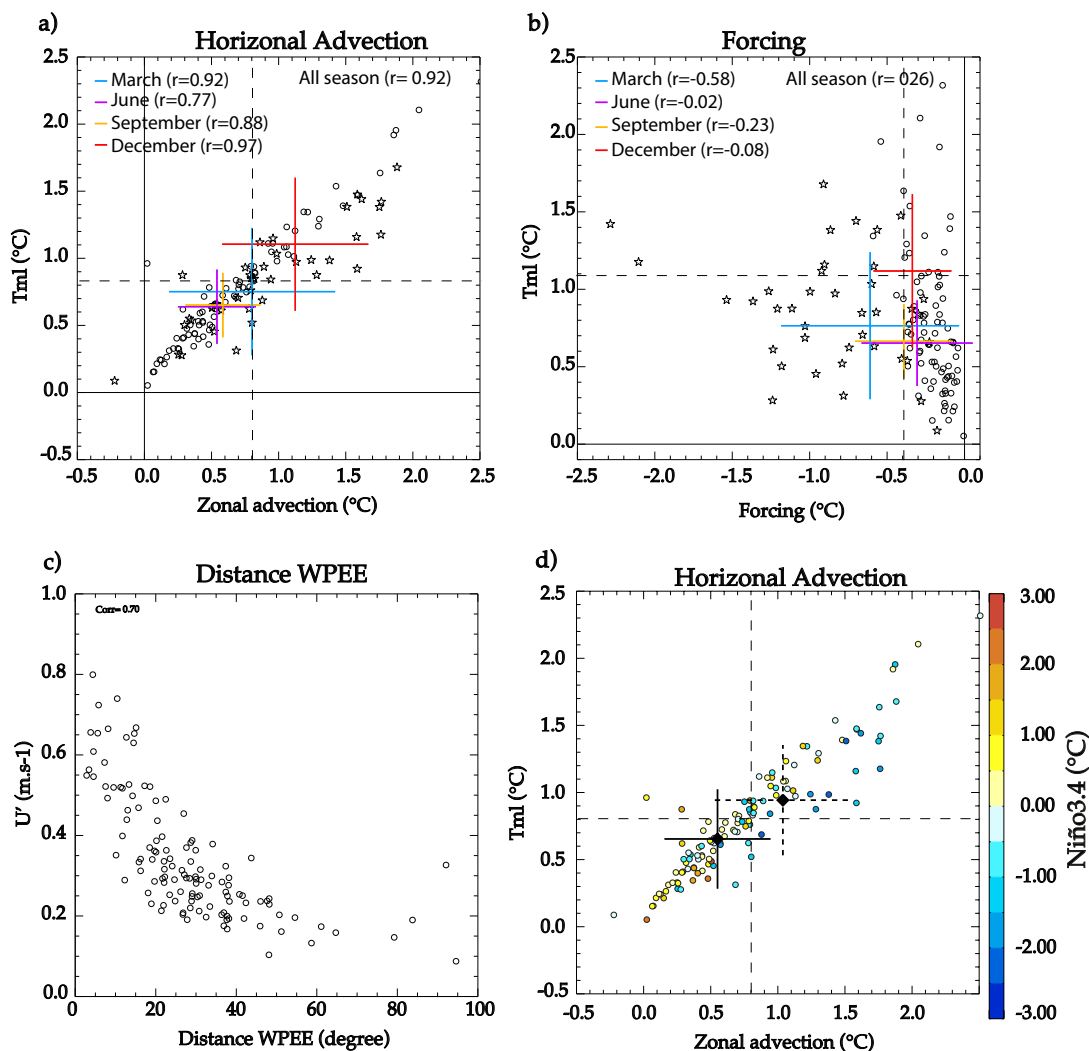 a)
Horizonal Advection
March (r=0.92)
All season (r= 0.92)
June (r=0.77)
September (r=0.88)
December (r=0.97)
2.5
2.0
1.5
1.0
0.5
0.0
-0.5
Tml (°C)
-0.5
0.0
0.5
1.0
1.5
2.0
2.5
Zonal advection (°C)
b)
Forcing
March (r=-0.58)
All season (r= 026)
June (r=-0.02)
September (r=-0.23)
December (r=-0.08)
2.5
2.0
1.5
1.0
0.5
0.0
Tml (°C)
-2.5
-2.0
-1.5
-1.0
-0.5
0.0
Forcing (°C)
c)
Distance WPEE
Corr= 0.70
1.0
0.8
0.6
0.4
0.2
0.0
U' (m.s-1)
0
20
40
60
80
100
Distance WPEE (degree)
d)
Horizonal Advection
2.5
2.0
1.5
1.0
0.5
0.0
-0.5
Tml (°C)
-0.5
0.0
0.5
1.0
1.5
2.0
2.5
Zonal advection (°C)
3.00
2.00
1.00
0.00
-1.00
-2.00
-3.00
Niño3.4 (°C)